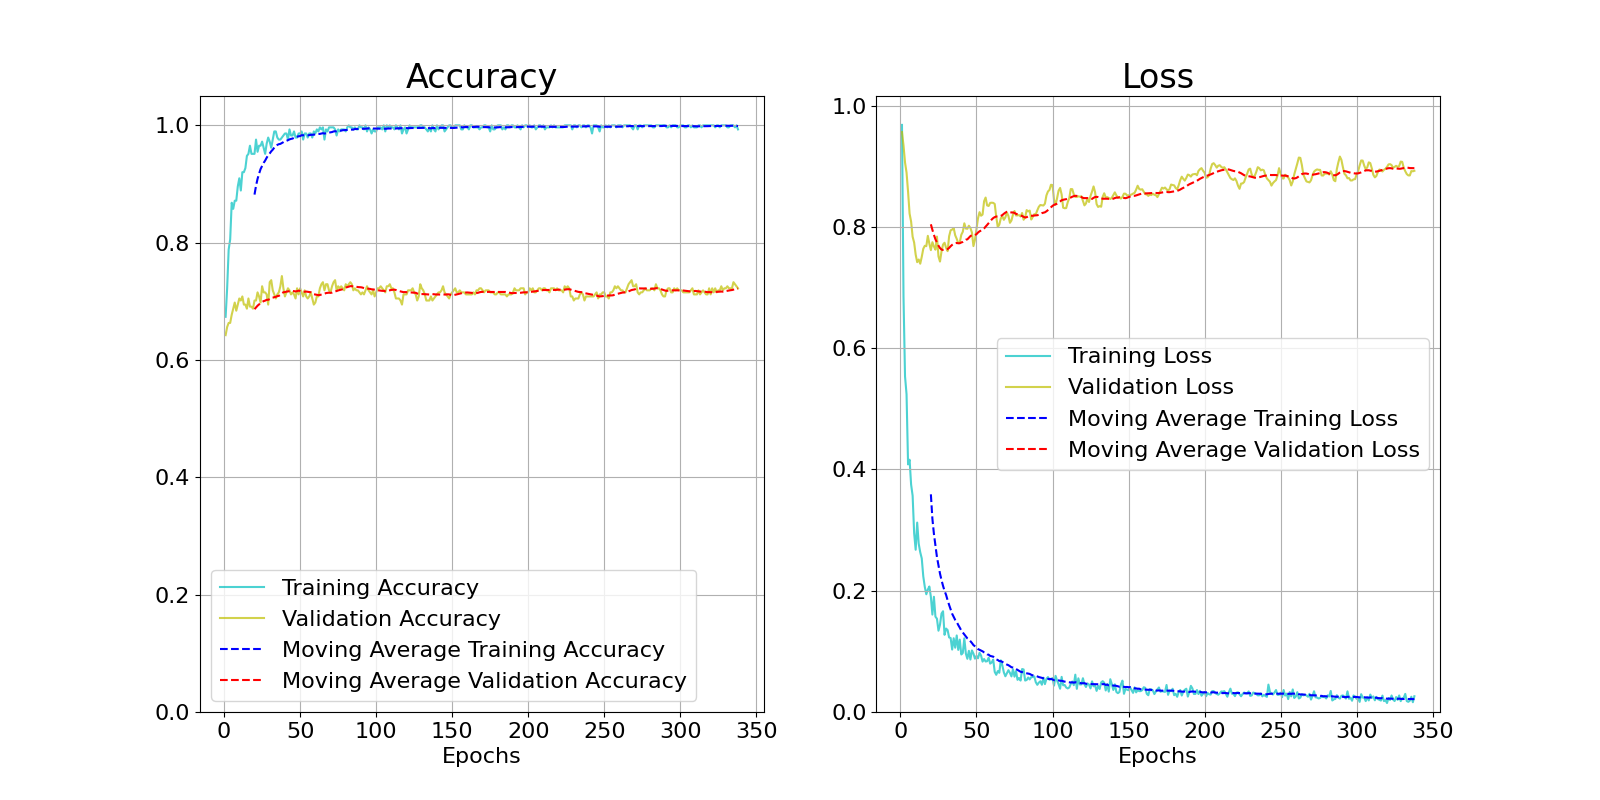 Accuracy
1.0
0.8
0.6
0.4
0.2
0.0
Training Accuracy
Validation Accuracy
Moving Average Training Accuracy
Moving Average Validation Accuracy
0 50 100 150 200 250 300 350
Epochs
Loss
1.0
0.8
0.6
0.4
0.2
0.0
Training Loss
Validation Loss
Moving Average Training Loss
Moving Average Validation Loss
0 50 100 150 200 250 300 350
Epochs